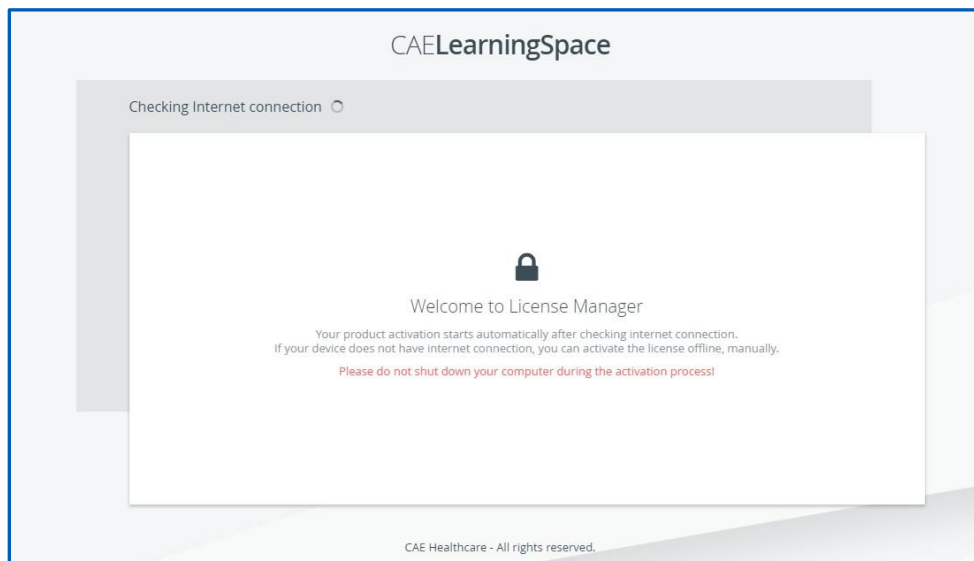 CAELearningSpace
Checking Internet connection
Welcome to License Manager
Your product activation starts automatically after checking internet connection.
If your device does not have internet connection, you can activate the license offline, manually.
Please do not shut down your computer during the activation process!
CAE Healthcare - All rights reserved.